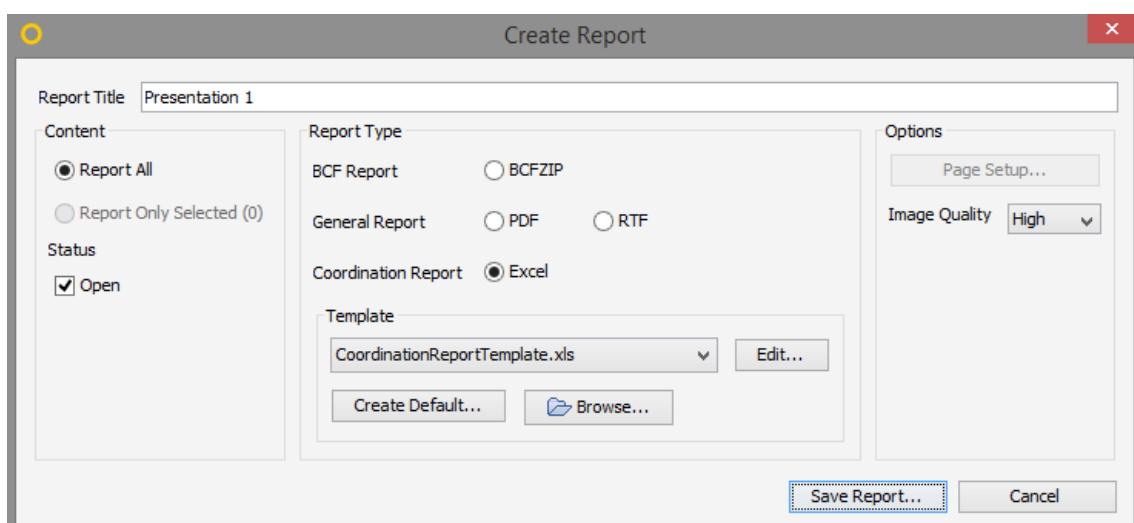 Create Report
Report Title Presentation 1
Content
Report All
Report Only Selected (0)
Status
Open
Report Type
BCF Report BCFZIP
General Report PDF RTF
Coordination Report Excel
Template
CoordinationReportTemplate.xls Edit...
Create Default... Browse...
Options
Page Setup...
Image Quality High
Save Report... Cancel